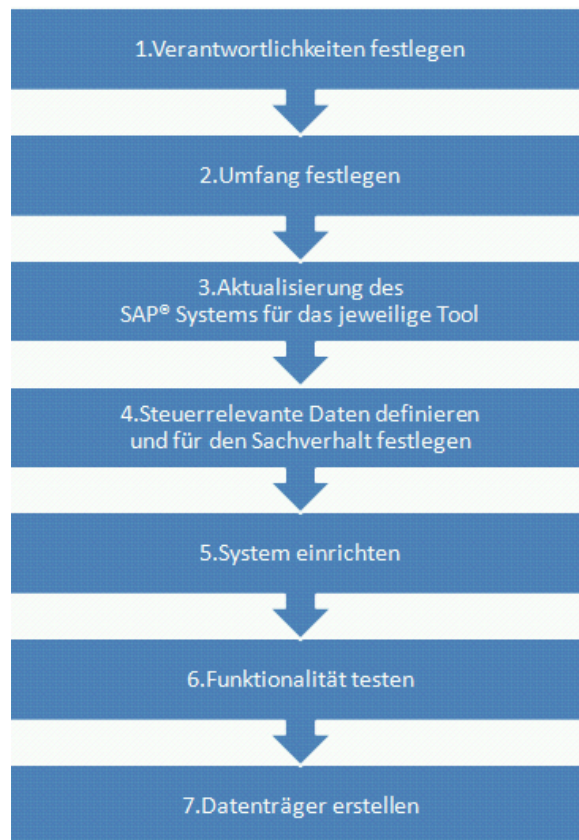 1.Verantwortlichkeiten festlegen
2.Umfang festlegen
3.Aktualisierung des
SAP® Systems für das jeweilige Tool
4.Steuerrelevante Daten definieren
und für den Sachverhalt festlegen
5.System einrichten
6.Funktionalität testen
7.Datenträger erstellen